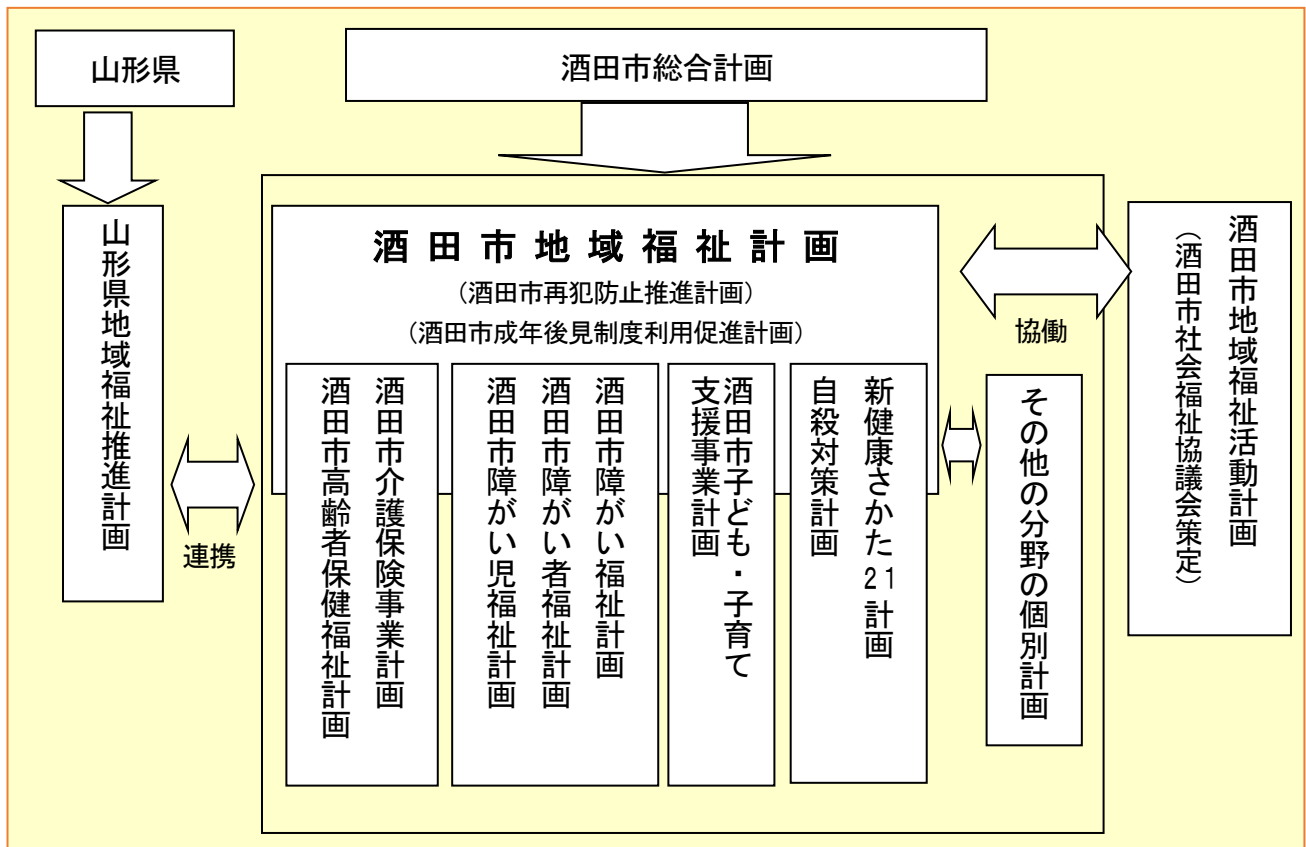 山形県
酒田市総合計画
山形県地域福祉推進計画
連携
酒田市地域福祉計画
（酒田市再犯防止推進計画）
（酒田市成年後見制度利用促進計画）
酒田市介護保険事業計画
酒田市高齢者保健福祉計画
酒田市障がい福祉計画
酒田市障がい者福祉計画
酒田市障がい児福祉計画
酒田市子ども・子育て
支援事業計画
新健康さかた21計画
自殺対策計画
その他の分野の個別計画
協働
酒田市地域福祉活動計画
（酒田市社会福祉協議会策定）